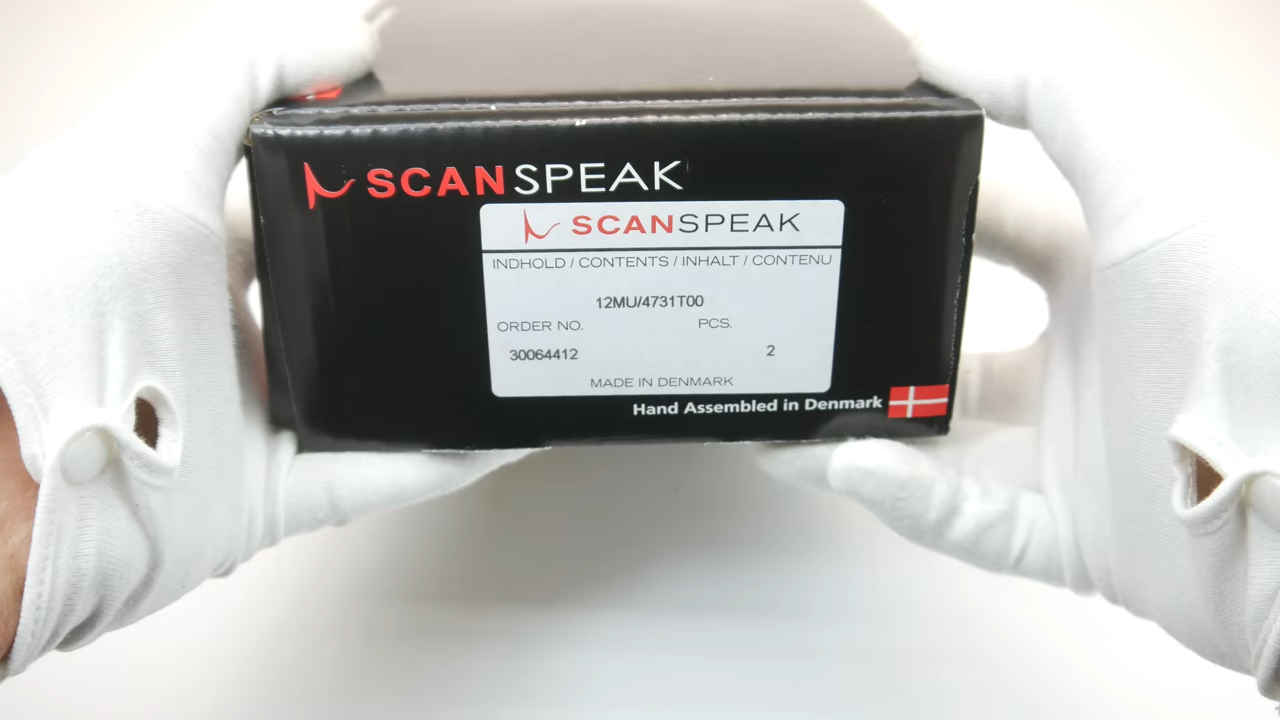 SCANSPEAK
SCANSPEAK
INDHOLD / CONTENTS / INHALT / CONTENU
12MU/4731T00
ORDER NO. PCS.
30064412 2
MADE IN DENMARK
Hand Assembled in Denmark